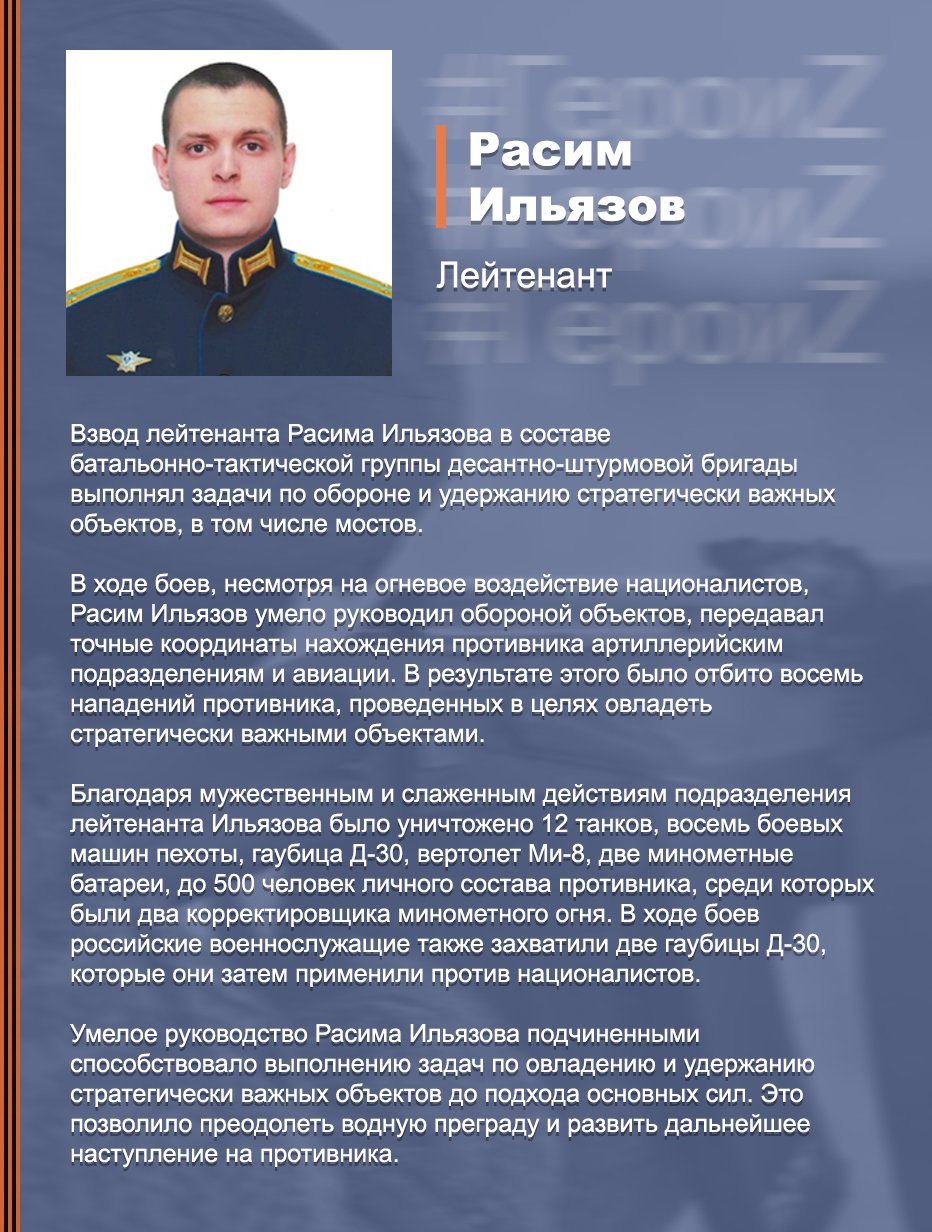 #ГероиZ
Расим
Ильязов
#ГероиZ
Лейтенант
#ГероиZ
Взвод лейтенанта Расима Ильязова в составе
батальонно-тактической группы десантно-штурмовой бригады
выполнял задачи по обороне и удержанию стратегически важных
объектов, в том числе мостов.
В ходе боев, несмотря на огневое воздействие националистов,
Расим Ильязов умело руководил обороной объектов, передавал
точные координаты нахождения противника артиллерийским
подразделениям и авиации. В результате этого было отбито восемь
нападений противника, проведенных в целях овладеть
стратегически важными объектами.
Благодаря мужественным и слаженным действиям подразделения
лейтенанта Ильязова было уничтожено 12 танков, восемь боевых
машин пехоты, гаубица Д-30, вертолет Ми-8, две минометные
батареи, до 500 человек личного состава противника, среди которых
были два корректировщика минометного огня. В ходе боев
российские военнослужащие также захватили две гаубицы Д-30,
которые они затем применили против националистов.
Умелое руководство Расима Ильязова подчиненными
способствовало выполнению задач по овладению и удержанию
стратегически важных объектов до подхода основных сил. Это
позволило преодолеть водную преграду и развить дальнейшее
наступление на противника.